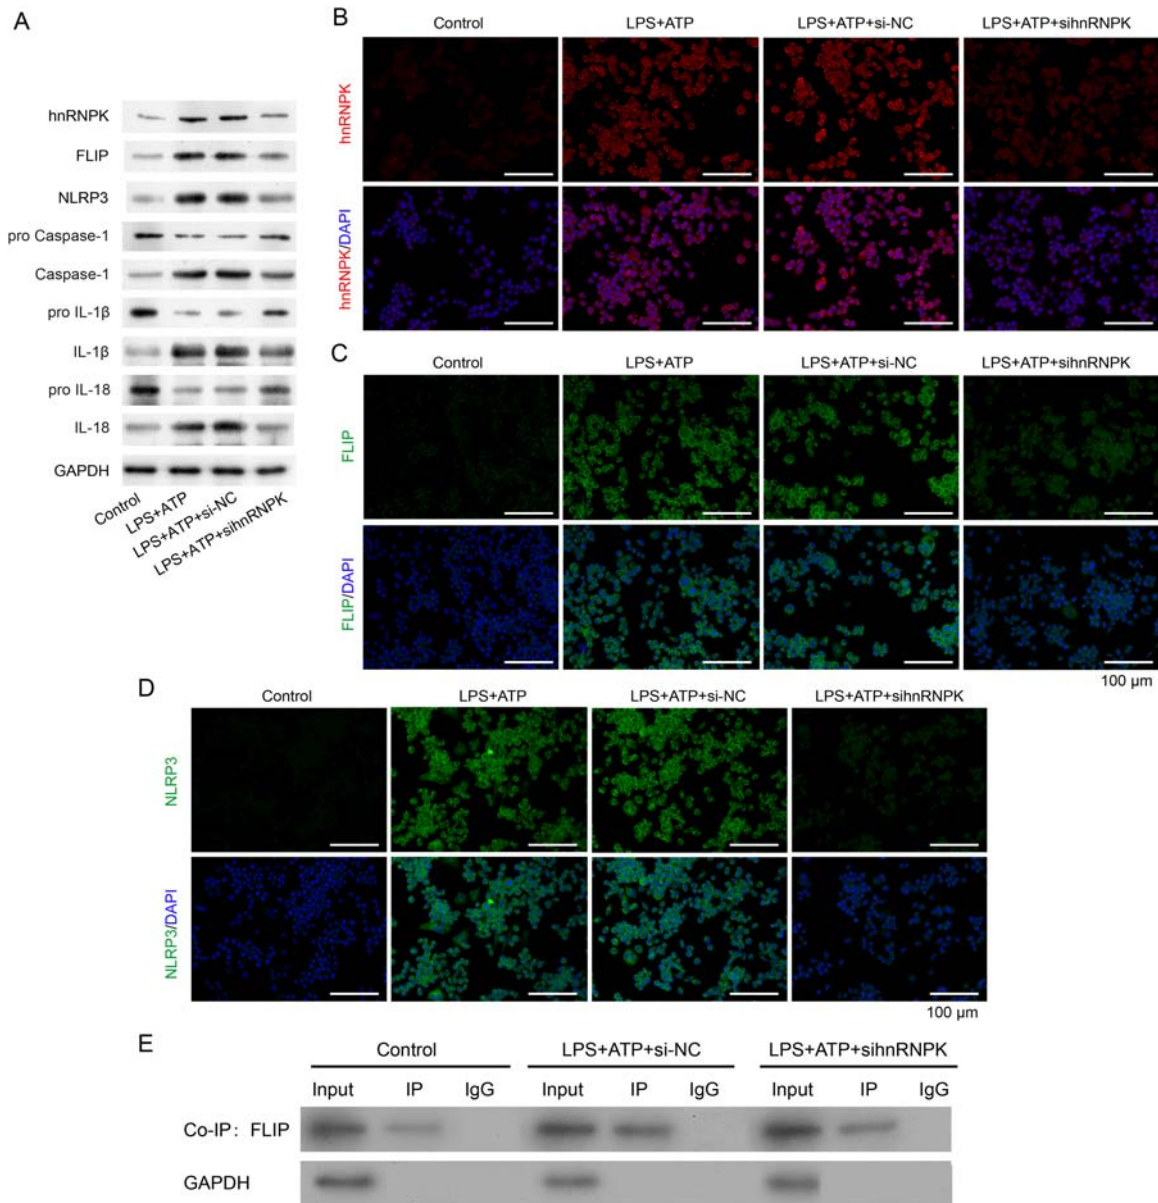 A
hnRNPK
FLIP
NLRP3
pro Caspase-1
Caspase-1
pro IL-1β
IL-1β
pro IL-18
IL-18
GAPDH
Control
LPS+ATP
LPS+ATP+si-NC
LPS+ATP+sihnRNPK
B
Control LPS+ATP LPS+ATP+si-NC LPS+ATP+sihnRNPK
hnRNPK
hnRNPK/DAPI
C
Control LPS+ATP LPS+ATP+si-NC LPS+ATP+sihnRNPK
FLIP
FLIP/DAPI
100 μm
D
Control LPS+ATP LPS+ATP+si-NC LPS+ATP+sihnRNPK
NLRP3
NLRP3/DAPI
100 μm
E
Control LPS+ATP+si-NC LPS+ATP+sihnRNPK
Input IP IgG Input IP IgG Input IP IgG
Co-IP: FLIP
GAPDH